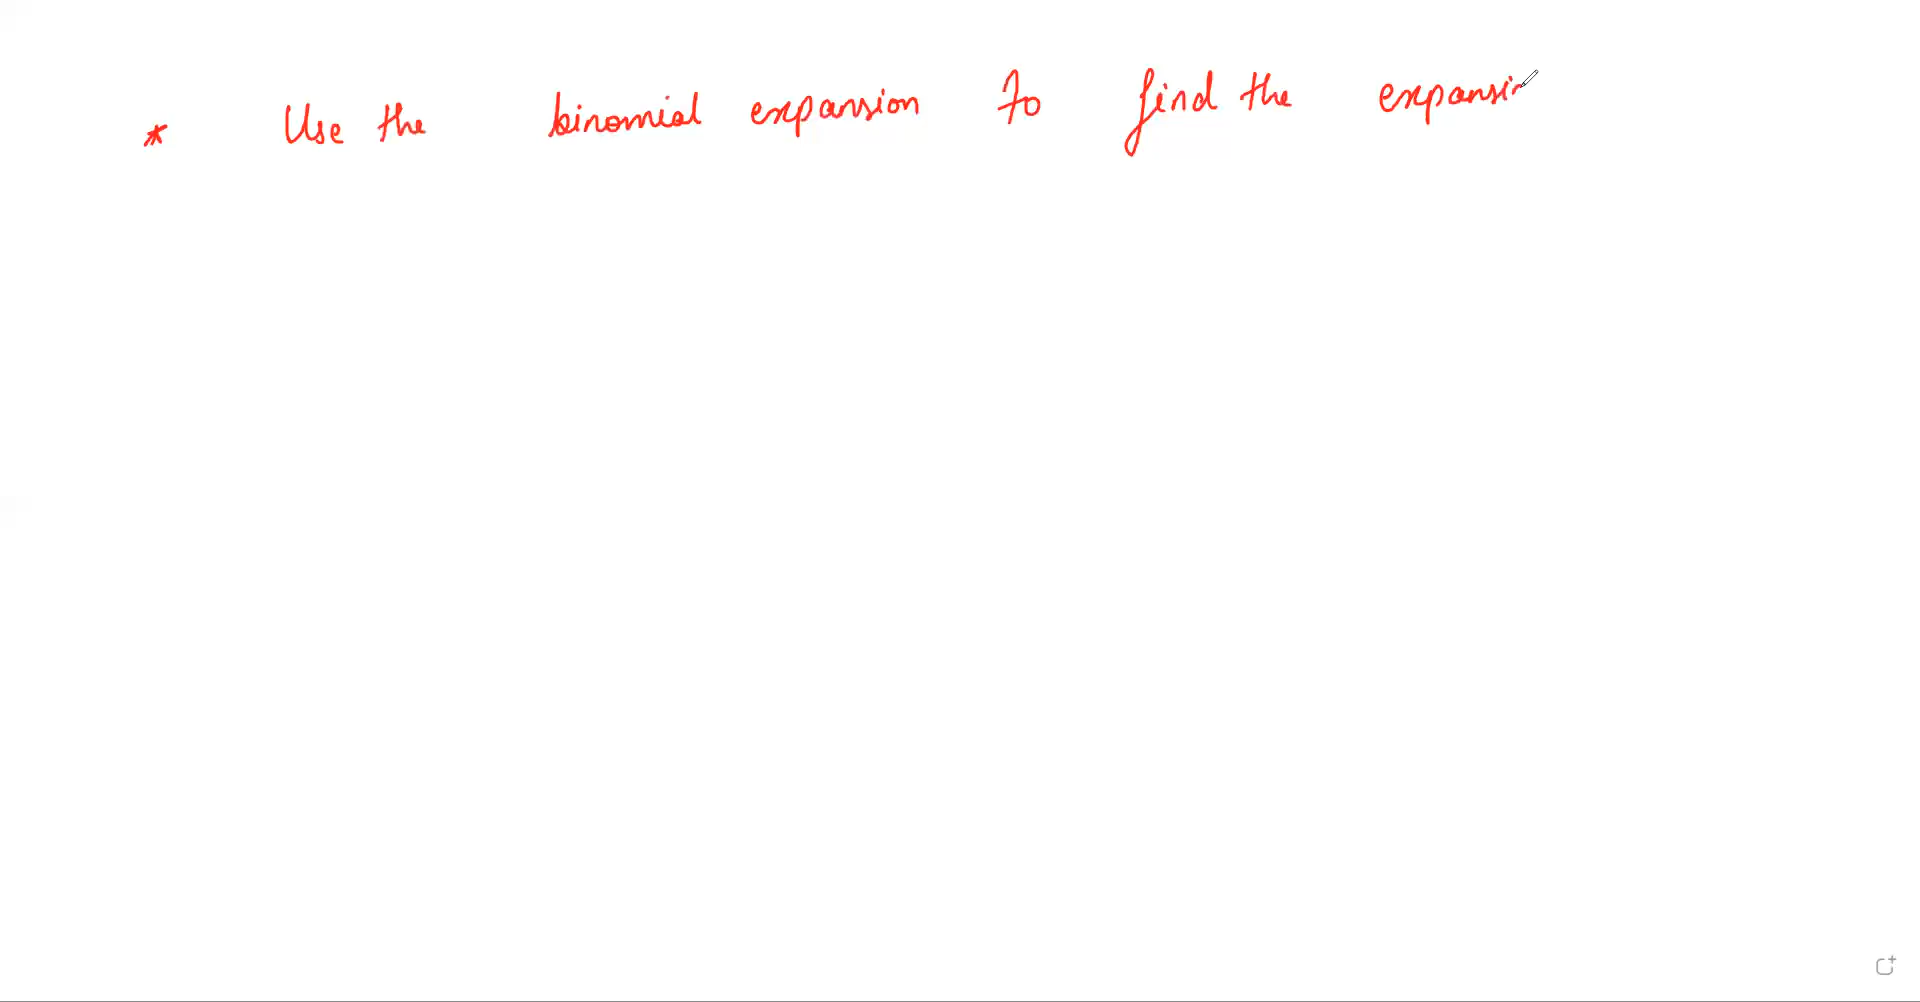 * Use the binomial expansion to find the expansi